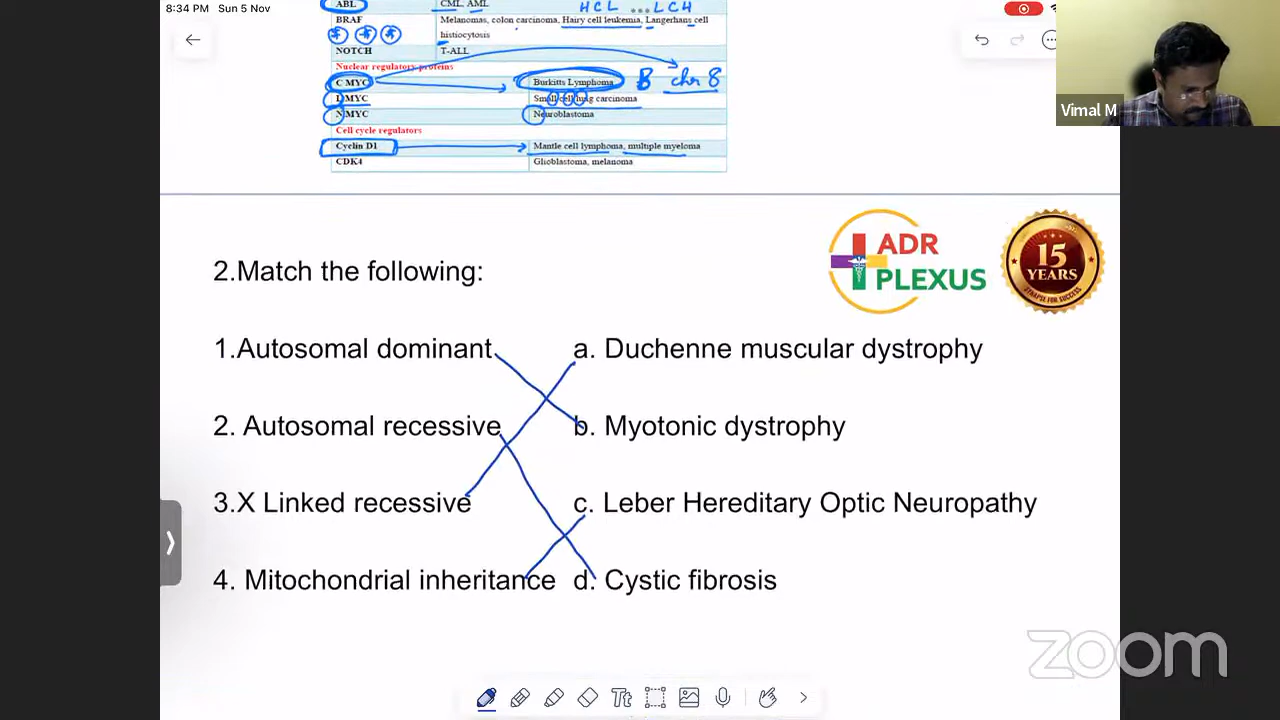 8:34 PM Sun 5 Nov
ABL CML, AML HCL ...LCH
BRAF Melanomas, colon carcinoma, Hairy cell leukemia, Langerhans cell
histiocytosis
NOTCH T-ALL
Nuclear regulatory proteins
C MYC Burkitts Lymphoma B chr 8
L MYC Small cell lung carcinoma
N MYC Neuroblastoma
Cell cycle regulators
Cyclin D1 Mantle cell lymphoma, multiple myeloma
CDK4 Glioblastoma, melanoma
Vimal M
ADR
PLEXUS
15
YEARS
SYNAPSE FOR SUCCESS
2.Match the following:
1.Autosomal dominant a. Duchenne muscular dystrophy
2. Autosomal recessive b. Myotonic dystrophy
3.X Linked recessive c. Leber Hereditary Optic Neuropathy
4. Mitochondrial inheritance d. Cystic fibrosis
zoom
Tt